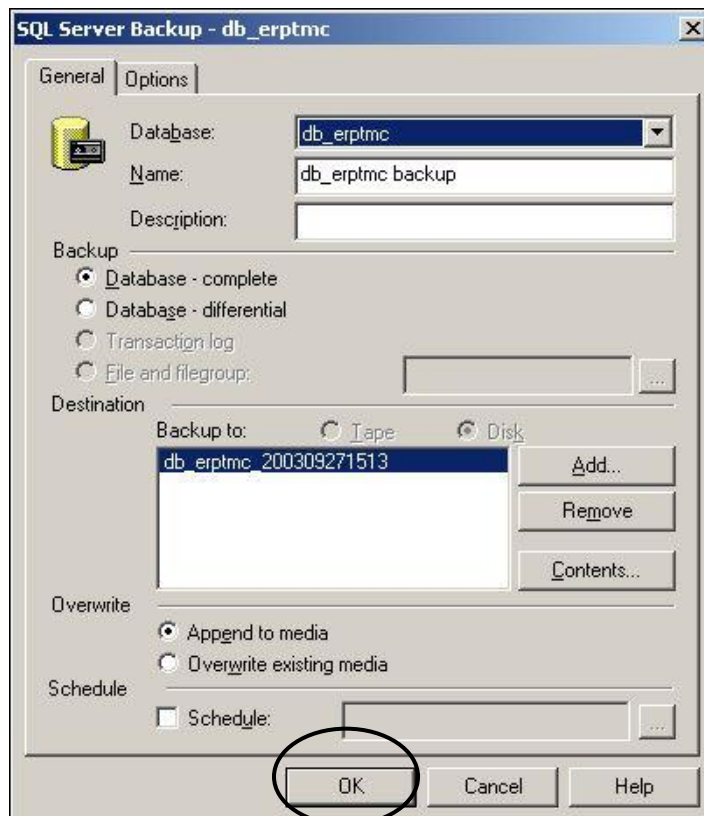 SQL Server Backup - db_erptmc
General Options
Database: db_erptmc
Name: db_erptmc backup
Description:
Backup
Database - complete
Database - differential
Transaction log
File and filegroup: ...
Destination
Backup to: Tape Disk
db_erptmc_200309271513
Add...
Remove
Contents...
Overwrite
Append to media
Overwrite existing media
Schedule
Schedule: ...
OK Cancel Help